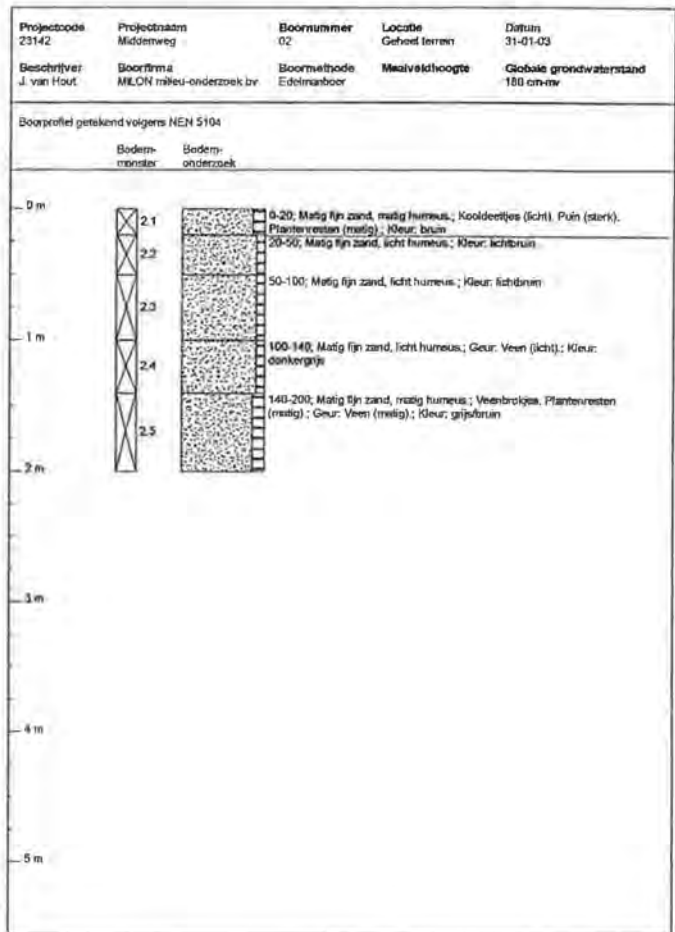 Projectcode Projectnaam Boornummer Locatie Datum
23142 Middenweg 02 Geheel terrein 31-01-03
Beschrijver Boorfirma Boormethode Maaiveldhoogte Globale grondwaterstand
J. van Hout MILON milieu-onderzoek bv Edelmanboor 180 cm-mv
Boorprofiel getekend volgens NEN 5104
Bodem- Bodem-
monster onderzoek
0 m
2.1
0-20; Matig fijn zand, matig humeus.; Kooldeeltjes (licht). Puin (sterk).
Plantenresten (matig).; Kleur: bruin
2.2
20-50; Matig fijn zand, licht humeus.; Kleur: lichtbruin
2.3
50-100; Matig fijn zand, licht humeus.; Kleur: lichtbruin
1 m
2.4
100-140; Matig fijn zand, licht humeus.; Geur: Veen (licht).; Kleur:
donkergrijs
2.5
140-200; Matig fijn zand, matig humeus.; Veenbrokjes. Plantenresten
(matig).; Geur: Veen (matig).; Kleur: grijs/bruin
2 m
3 m
4 m
5 m